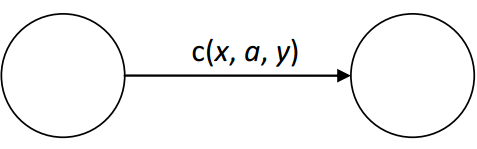 c(x, a, y)